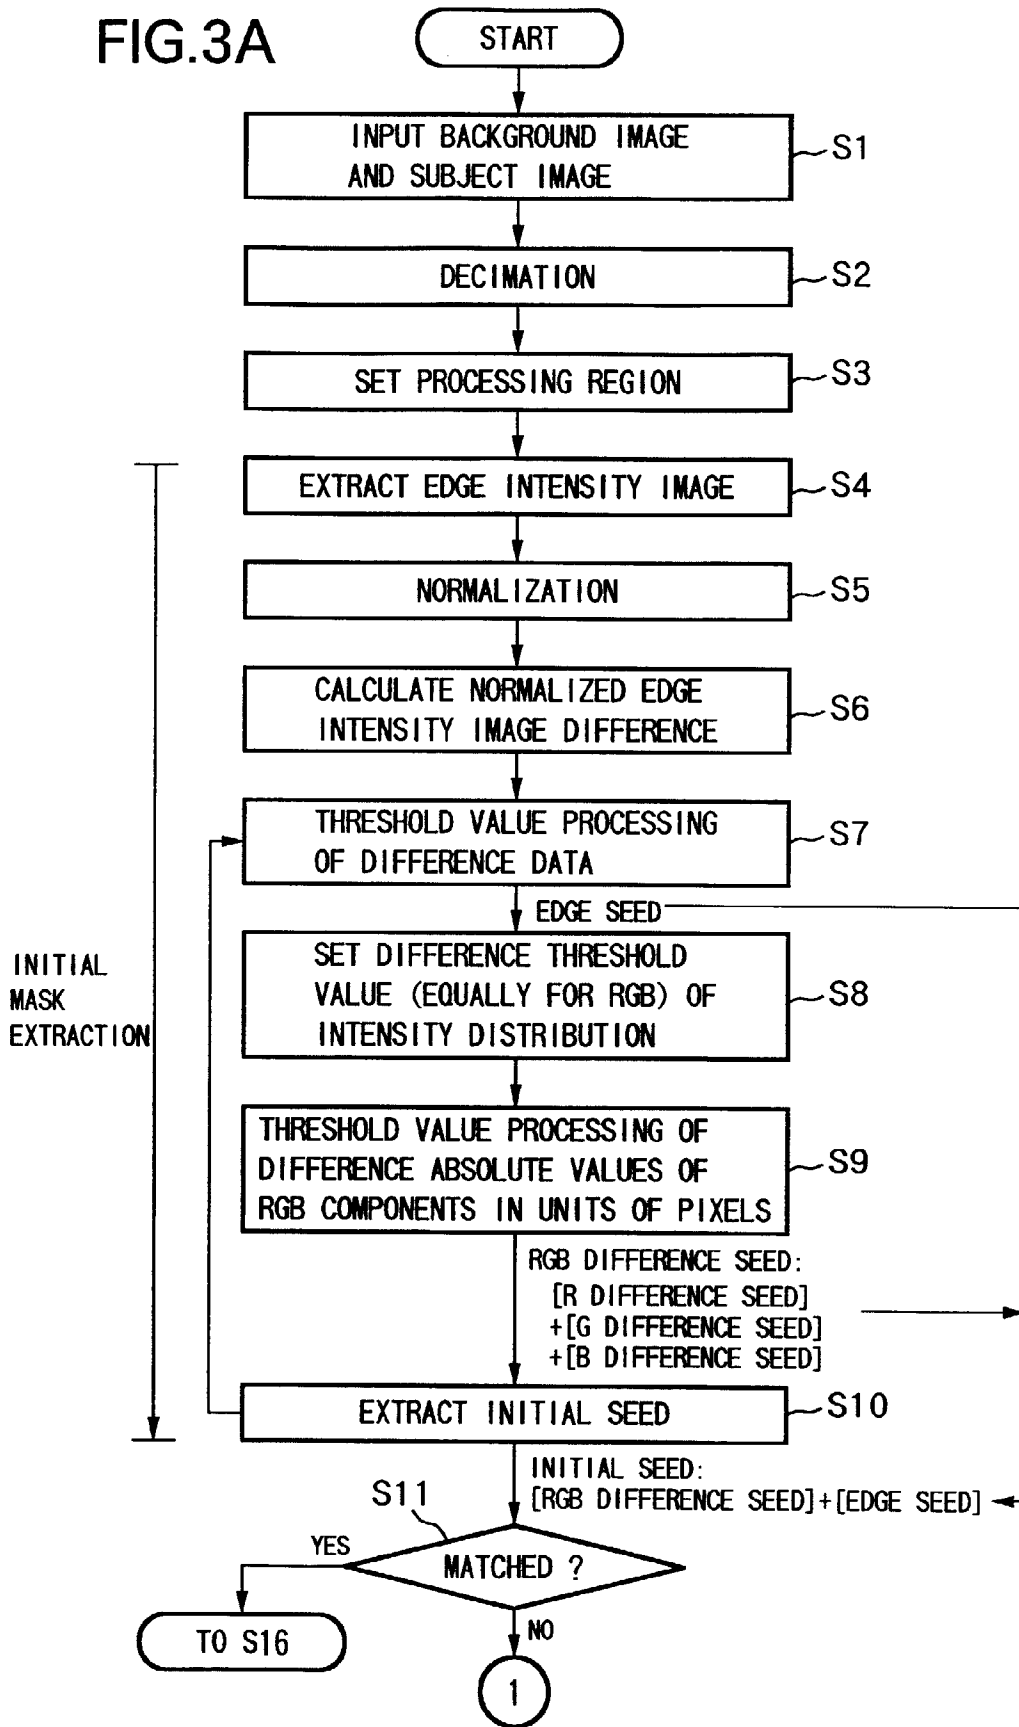 FIG.3A
START
INPUT BACKGROUND IMAGE
AND SUBJECT IMAGE
S1
DECIMATION
S2
SET PROCESSING REGION
S3
EXTRACT EDGE INTENSITY IMAGE
S4
NORMALIZATION
S5
CALCULATE NORMALIZED EDGE
INTENSITY IMAGE DIFFERENCE
S6
THRESHOLD VALUE PROCESSING
OF DIFFERENCE DATA
S7
EDGE SEED
INITIAL
MASK
EXTRACTION
SET DIFFERENCE THRESHOLD
VALUE (EQUALLY FOR RGB) OF
INTENSITY DISTRIBUTION
S8
THRESHOLD VALUE PROCESSING OF
DIFFERENCE ABSOLUTE VALUES OF
RGB COMPONENTS IN UNITS OF PIXELS
S9
RGB DIFFERENCE SEED:
[R DIFFERENCE SEED]
+[G DIFFERENCE SEED]
+[B DIFFERENCE SEED]
EXTRACT INITIAL SEED
S10
INITIAL SEED:
[RGB DIFFERENCE SEED]+[EDGE SEED]
S11
YES
MATCHED ?
TO S16
NO
1